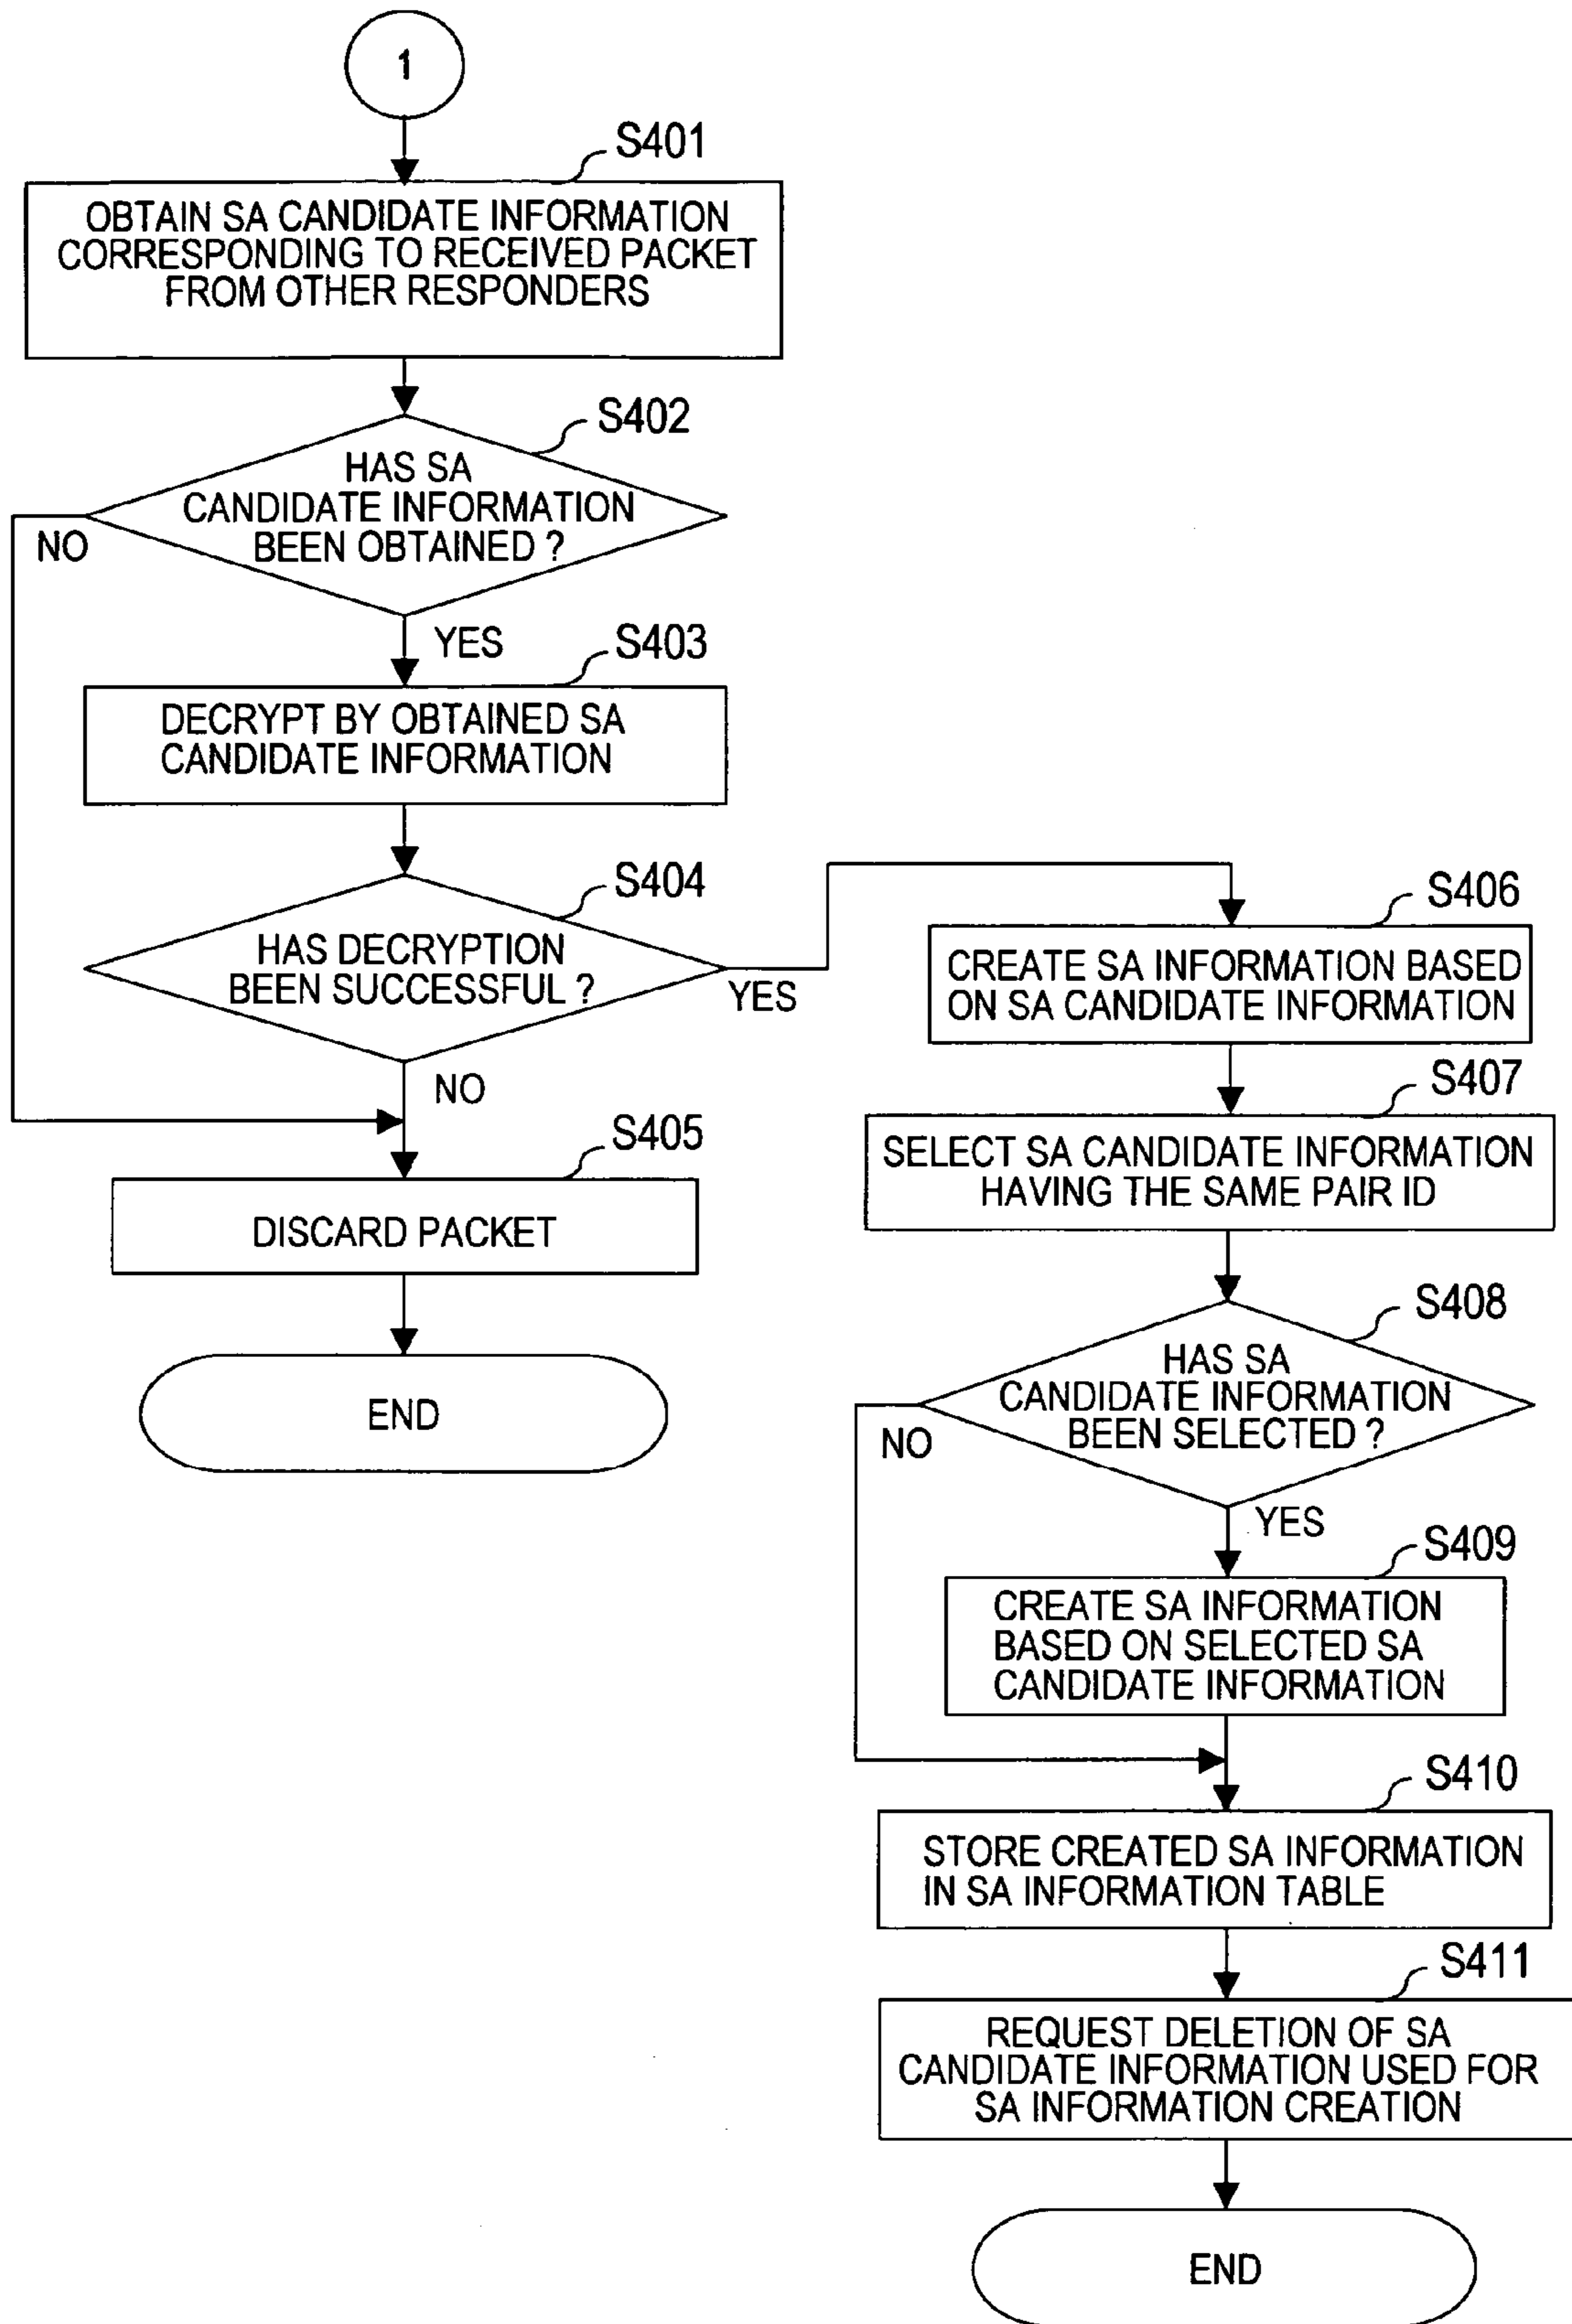 1
S401
OBTAIN SA CANDIDATE INFORMATION
CORRESPONDING TO RECEIVED PACKET
FROM OTHER RESPONDERS
S402
HAS SA
CANDIDATE INFORMATION
BEEN OBTAINED ?
NO
YES
S403
DECRYPT BY OBTAINED SA
CANDIDATE INFORMATION
S404
HAS DECRYPTION
BEEN SUCCESSFUL ?
YES
NO
S405
DISCARD PACKET
END
S406
CREATE SA INFORMATION BASED
ON SA CANDIDATE INFORMATION
S407
SELECT SA CANDIDATE INFORMATION
HAVING THE SAME PAIR ID
S408
HAS SA
CANDIDATE INFORMATION
BEEN SELECTED ?
NO
YES
S409
CREATE SA INFORMATION
BASED ON SELECTED SA
CANDIDATE INFORMATION
S410
STORE CREATED SA INFORMATION
IN SA INFORMATION TABLE
S411
REQUEST DELETION OF SA
CANDIDATE INFORMATION USED FOR
SA INFORMATION CREATION
END